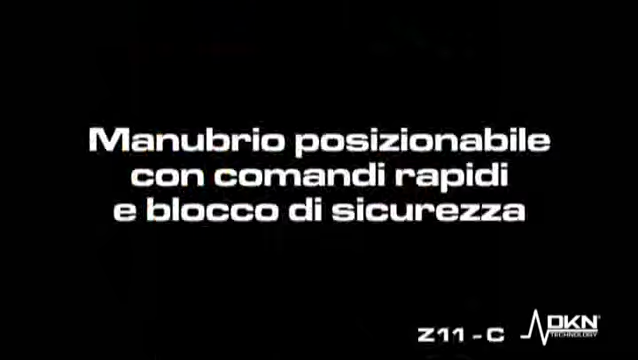 Manubrio posizionabile
con comandi rapidi
e blocco di sicurezza
Z11-C
DKN
TECHNOLOGY